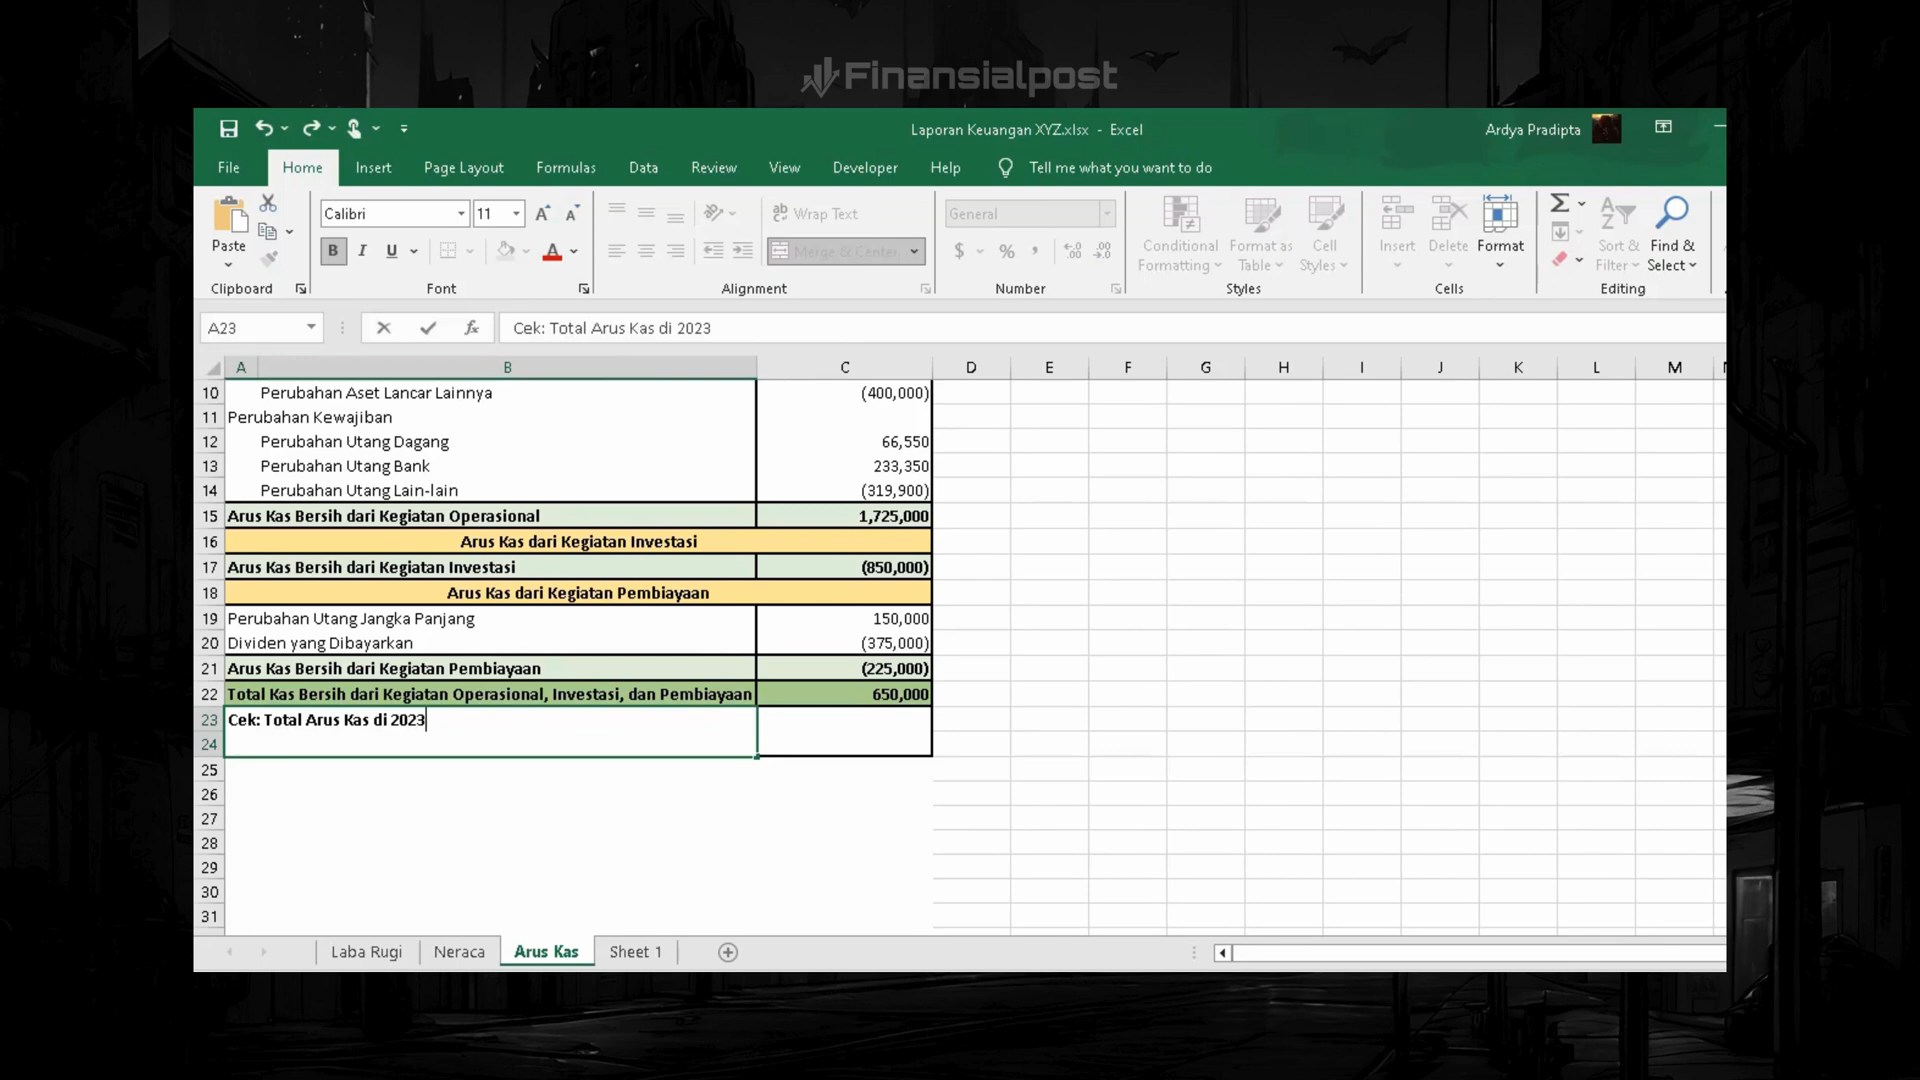 Finansialpost
Laporan Keuangan XYZ.xlsx - Excel
Ardya Pradipta
File Home Insert Page Layout Formulas Data Review View Developer Help Tell me what you want to do
Paste
Clipboard
Calibri 11
B I U A
Font
ab Wrap Text
Merge & Center
Alignment
General
$ % ,
Number
Conditional Formatting
Format as Table
Cell Styles
Styles
Insert Delete Format
Cells
Sort & Filter
Find & Select
Editing
A23 fx Cek: Total Arus Kas di 2023
A B C D E F G H I J K L M
10 Perubahan Aset Lancar Lainnya (400,000)
11 Perubahan Kewajiban
12 Perubahan Utang Dagang 66,550
13 Perubahan Utang Bank 233,350
14 Perubahan Utang Lain-lain (319,900)
15 Arus Kas Bersih dari Kegiatan Operasional 1,725,000
16 Arus Kas dari Kegiatan Investasi
17 Arus Kas Bersih dari Kegiatan Investasi (850,000)
18 Arus Kas dari Kegiatan Pembiayaan
19 Perubahan Utang Jangka Panjang 150,000
20 Dividen yang Dibayarkan (375,000)
21 Arus Kas Bersih dari Kegiatan Pembiayaan (225,000)
22 Total Kas Bersih dari Kegiatan Operasional, Investasi, dan Pembiayaan 650,000
23 Cek: Total Arus Kas di 2023
24
25
26
27
28
29
30
31
Laba Rugi Neraca Arus Kas Sheet 1